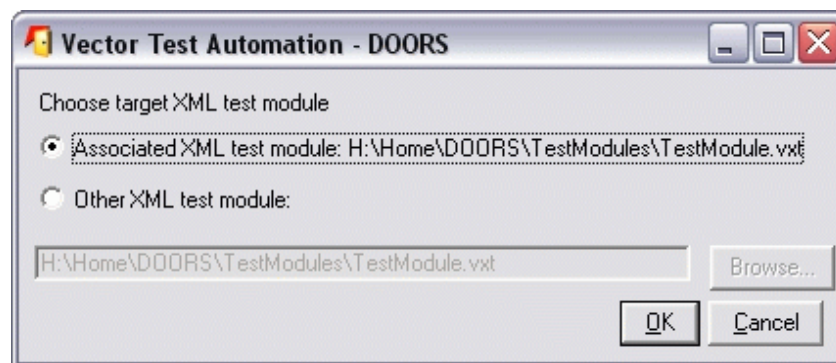 Vector Test Automation - DOORS
Choose target XML test module
Associated XML test module: H:\Home\DOORS\TestModules\TestModule.vxt
Other XML test module:
H:\Home\DOORS\TestModules\TestModule.vxt
Browse...
OK
Cancel